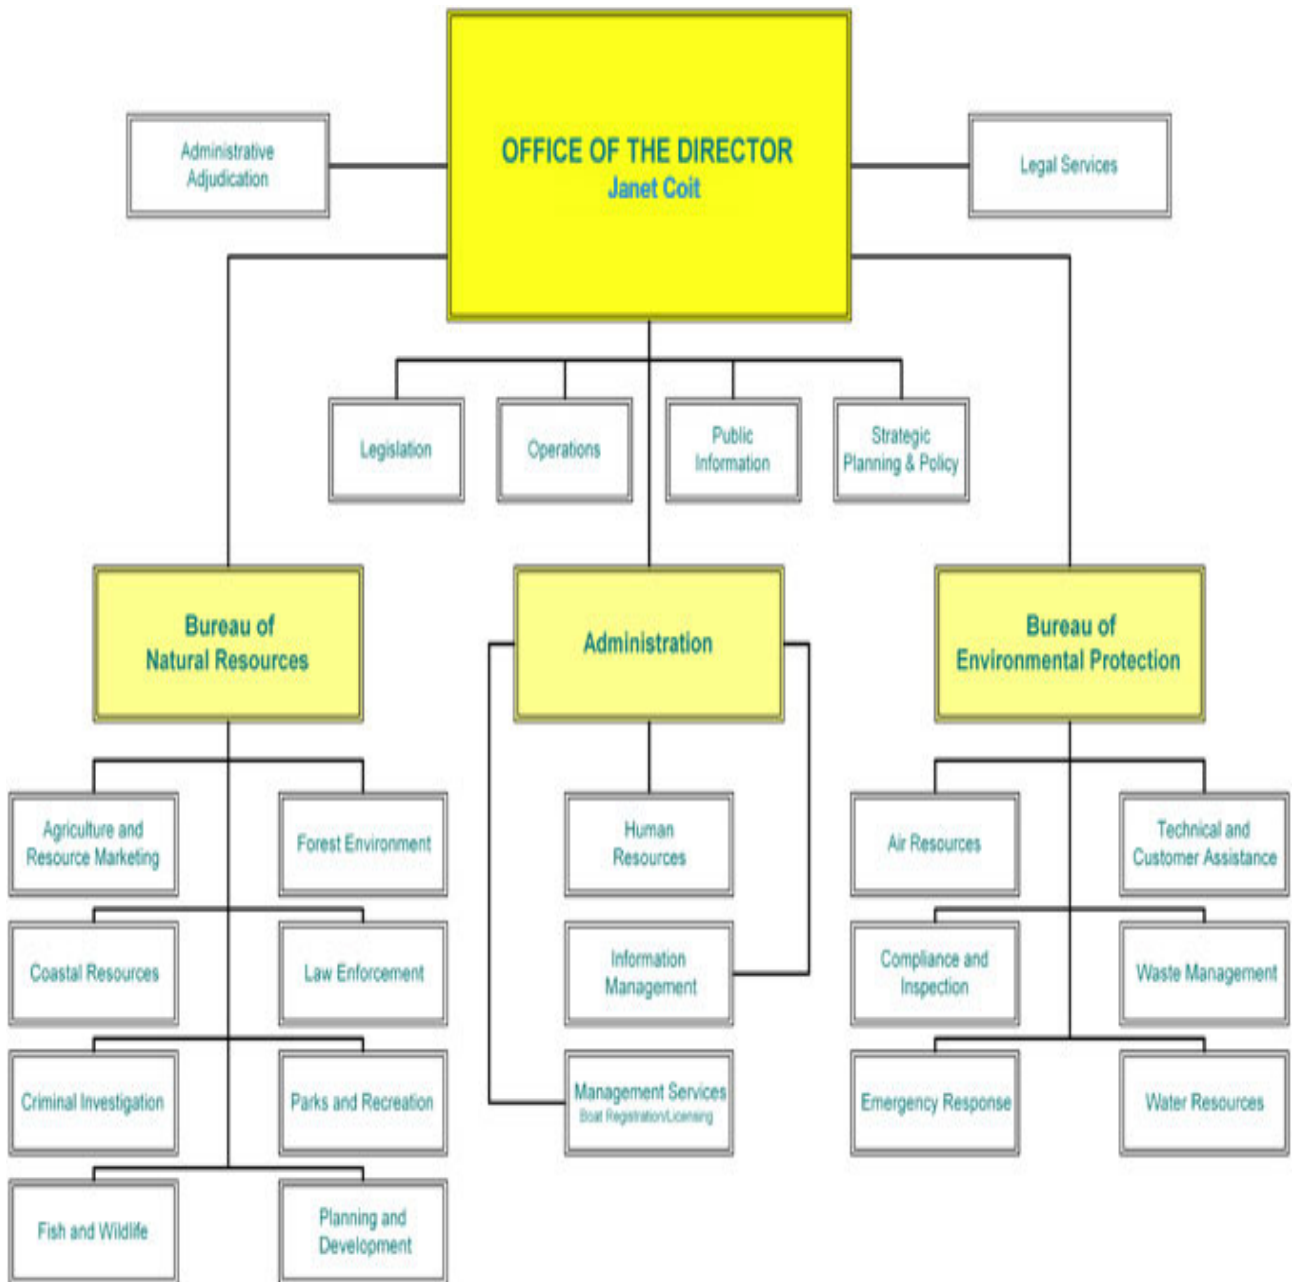 OFFICE OF THE DIRECTOR
Janet Coit
Administrative
Adjudication
Legal Services
Legislation
Operations
Public
Information
Strategic
Planning & Policy
Bureau of
Natural Resources
Administration
Bureau of
Environmental Protection
Agriculture and
Resource Marketing
Forest Environment
Coastal Resources
Law Enforcement
Criminal Investigation
Parks and Recreation
Fish and Wildlife
Planning and
Development
Human
Resources
Information
Management
Management Services
Boat Registration/Licensing
Air Resources
Technical and
Customer Assistance
Compliance and
Inspection
Waste Management
Emergency Response
Water Resources